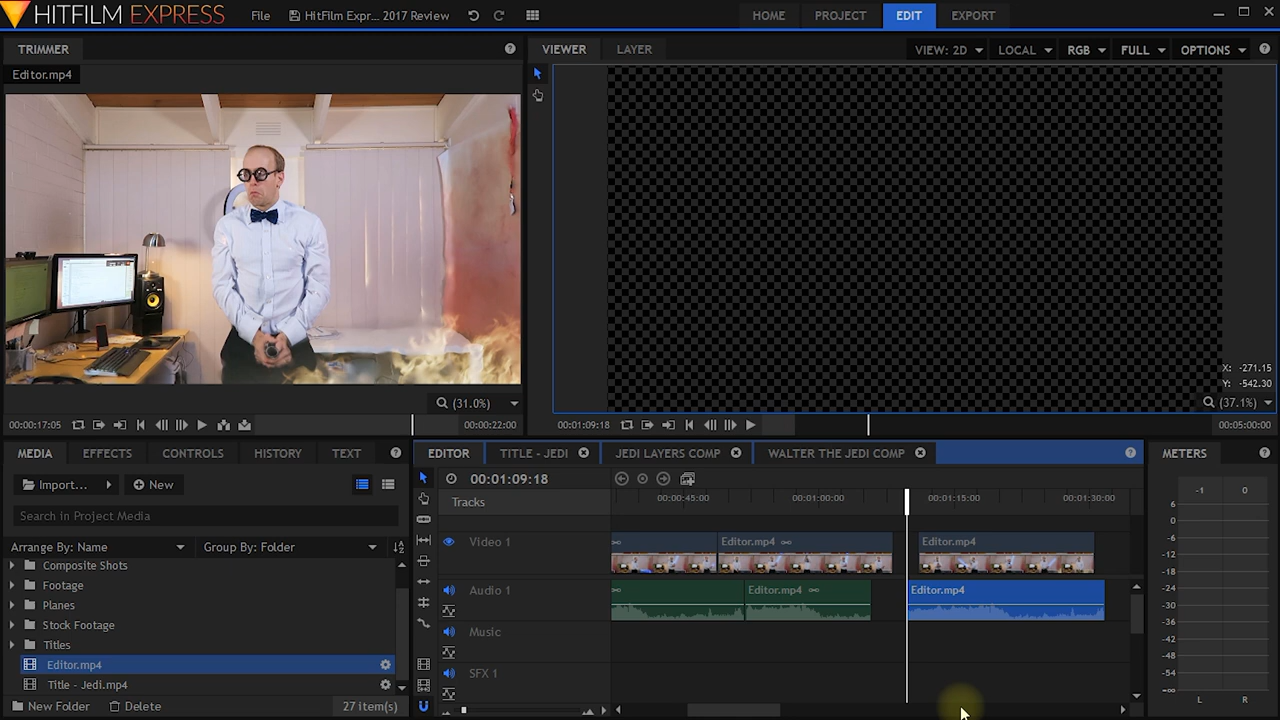 HITFILM EXPRESS
File
HitFilm Expr... 2017 Review
HOME
PROJECT
EDIT
EXPORT
TRIMMER
VIEWER
LAYER
VIEW: 2D
LOCAL
RGB
FULL
OPTIONS
Editor.mp4
X: -271.15
Y: -542.30
(31.0%)
(37.1%)
00:00:17:05
00:00:22:00
00:01:09:18
00:05:00:00
MEDIA
EFFECTS
CONTROLS
HISTORY
TEXT
EDITOR
TITLE - JEDI
JEDI LAYERS COMP
WALTER THE JEDI COMP
METERS
Import...
New
00:01:09:18
-1
0
Tracks
00:00:45:00
00:01:00:00
00:01:15:00
00:01:30:00
Search in Project Media
Arrange By: Name
Group By: Folder
Composite Shots
Footage
Planes
Stock Footage
Titles
Editor.mp4
Title - Jedi.mp4
New Folder
Delete
27 item(s)
Video 1
Editor.mp4
Editor.mp4
Audio 1
Editor.mp4
Editor.mp4
Music
SFX 1
6
0
-6
-12
-18
-24
-30
-36
-42
-48
-54
-∞
L
R